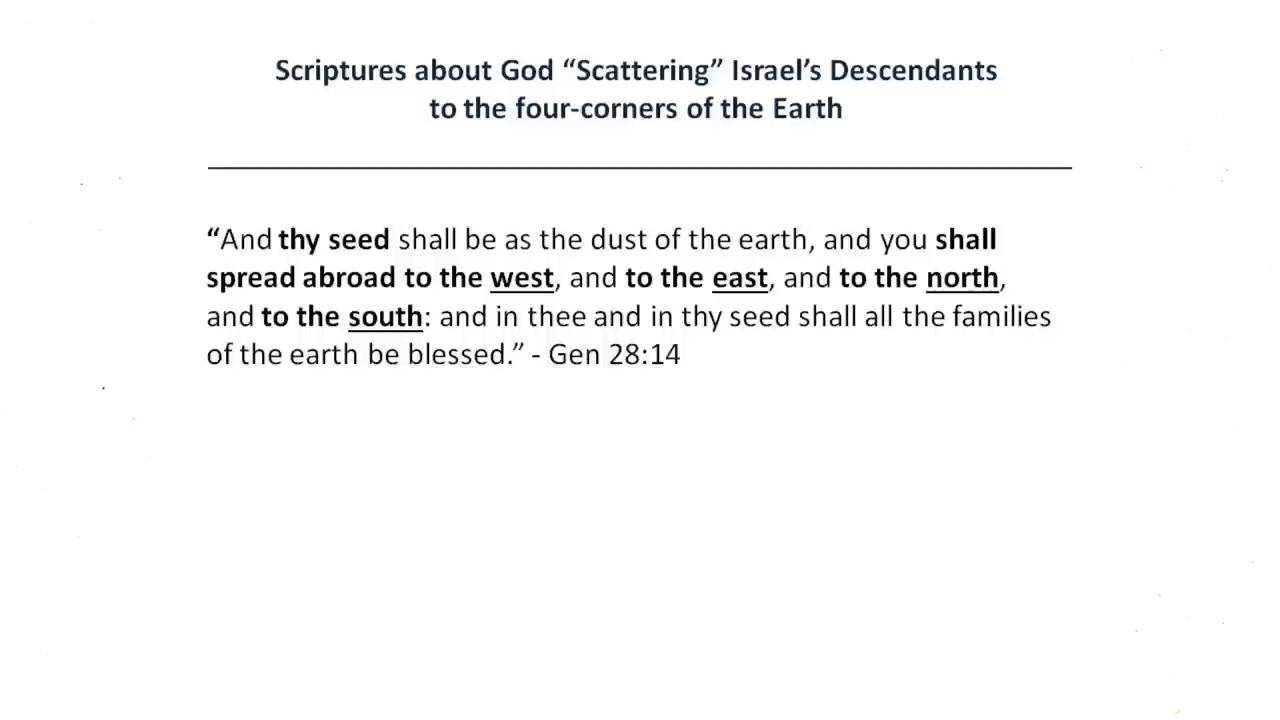 Scriptures about God “Scattering” Israel’s Descendants
to the four-corners of the Earth
“And thy seed shall be as the dust of the earth, and you shall
spread abroad to the west, and to the east, and to the north,
and to the south: and in thee and in thy seed shall all the families
of the earth be blessed.” - Gen 28:14